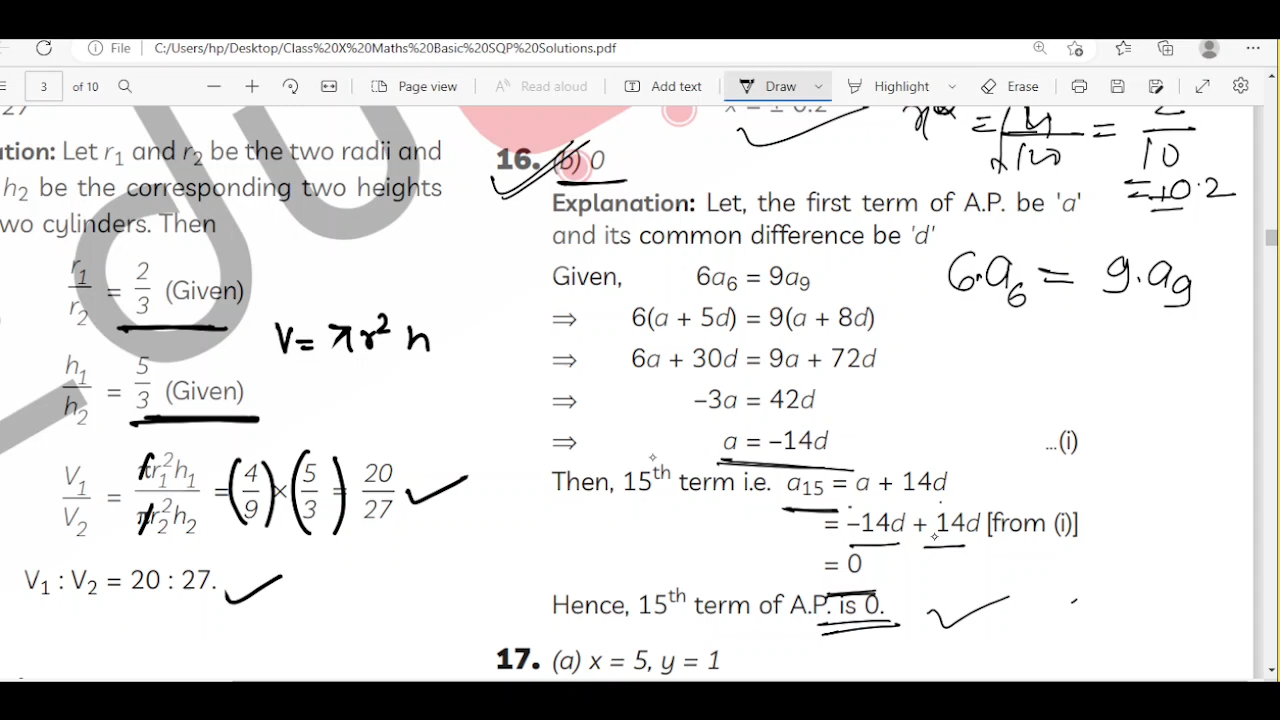 File C:/Users/hp/Desktop/Class%20X%20Maths%20Basic%20SQP%20Solutions.pdf
3 of 10 Page view Read aloud Add text Draw Highlight Erase
27
ation: Let r₁ and r₂ be the two radii and
h₂ be the corresponding two heights
wo cylinders. Then
r₁/r₂ = 2/3 (Given)
V = πr² h
h₁/h₂ = 5/3 (Given)
V₁/V₂ = πr₁²h₁/πr₂²h₂ = (4/9) × (5/3) = 20/27
V₁ : V₂ = 20 : 27.
x = ± 0.2
= ±0.2
16. (b) 0
Explanation: Let, the first term of A.P. be 'a'
and its common difference be 'd'
Given, 6a₆ = 9a₉
6·a₆ = 9·a₉
⇒ 6(a + 5d) = 9(a + 8d)
⇒ 6a + 30d = 9a + 72d
⇒ –3a = 42d
⇒ a = –14d ...(i)
Then, 15th term i.e. a₁₅ = a + 14d
= –14d + 14d [from (i)]
= 0
Hence, 15th term of A.P. is 0.
17. (a) x = 5, y = 1